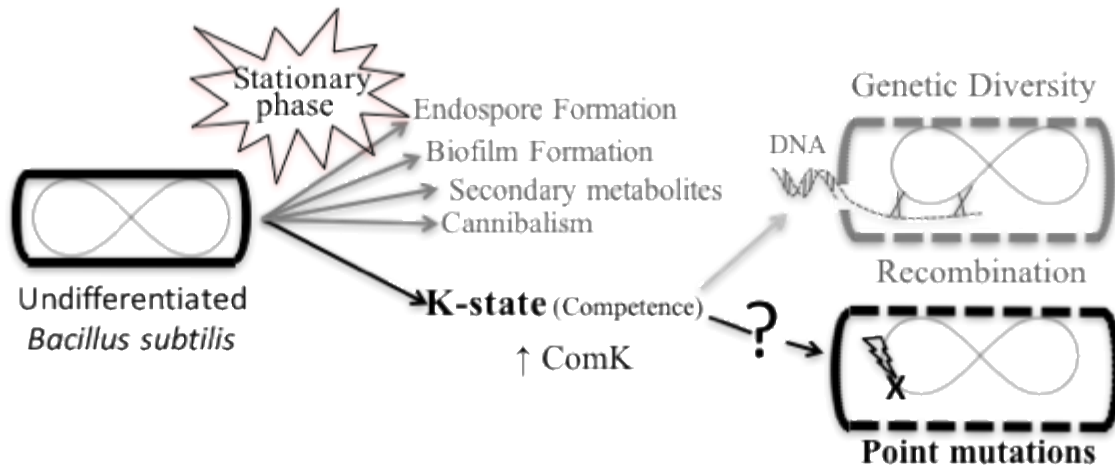 Stationary
phase
Endospore Formation
Biofilm Formation
Secondary metabolites
Cannibalism
Undifferentiated
Bacillus subtilis
K-state (Competence)
↑ ComK
?
Genetic Diversity
DNA
Recombination
X
Point mutations